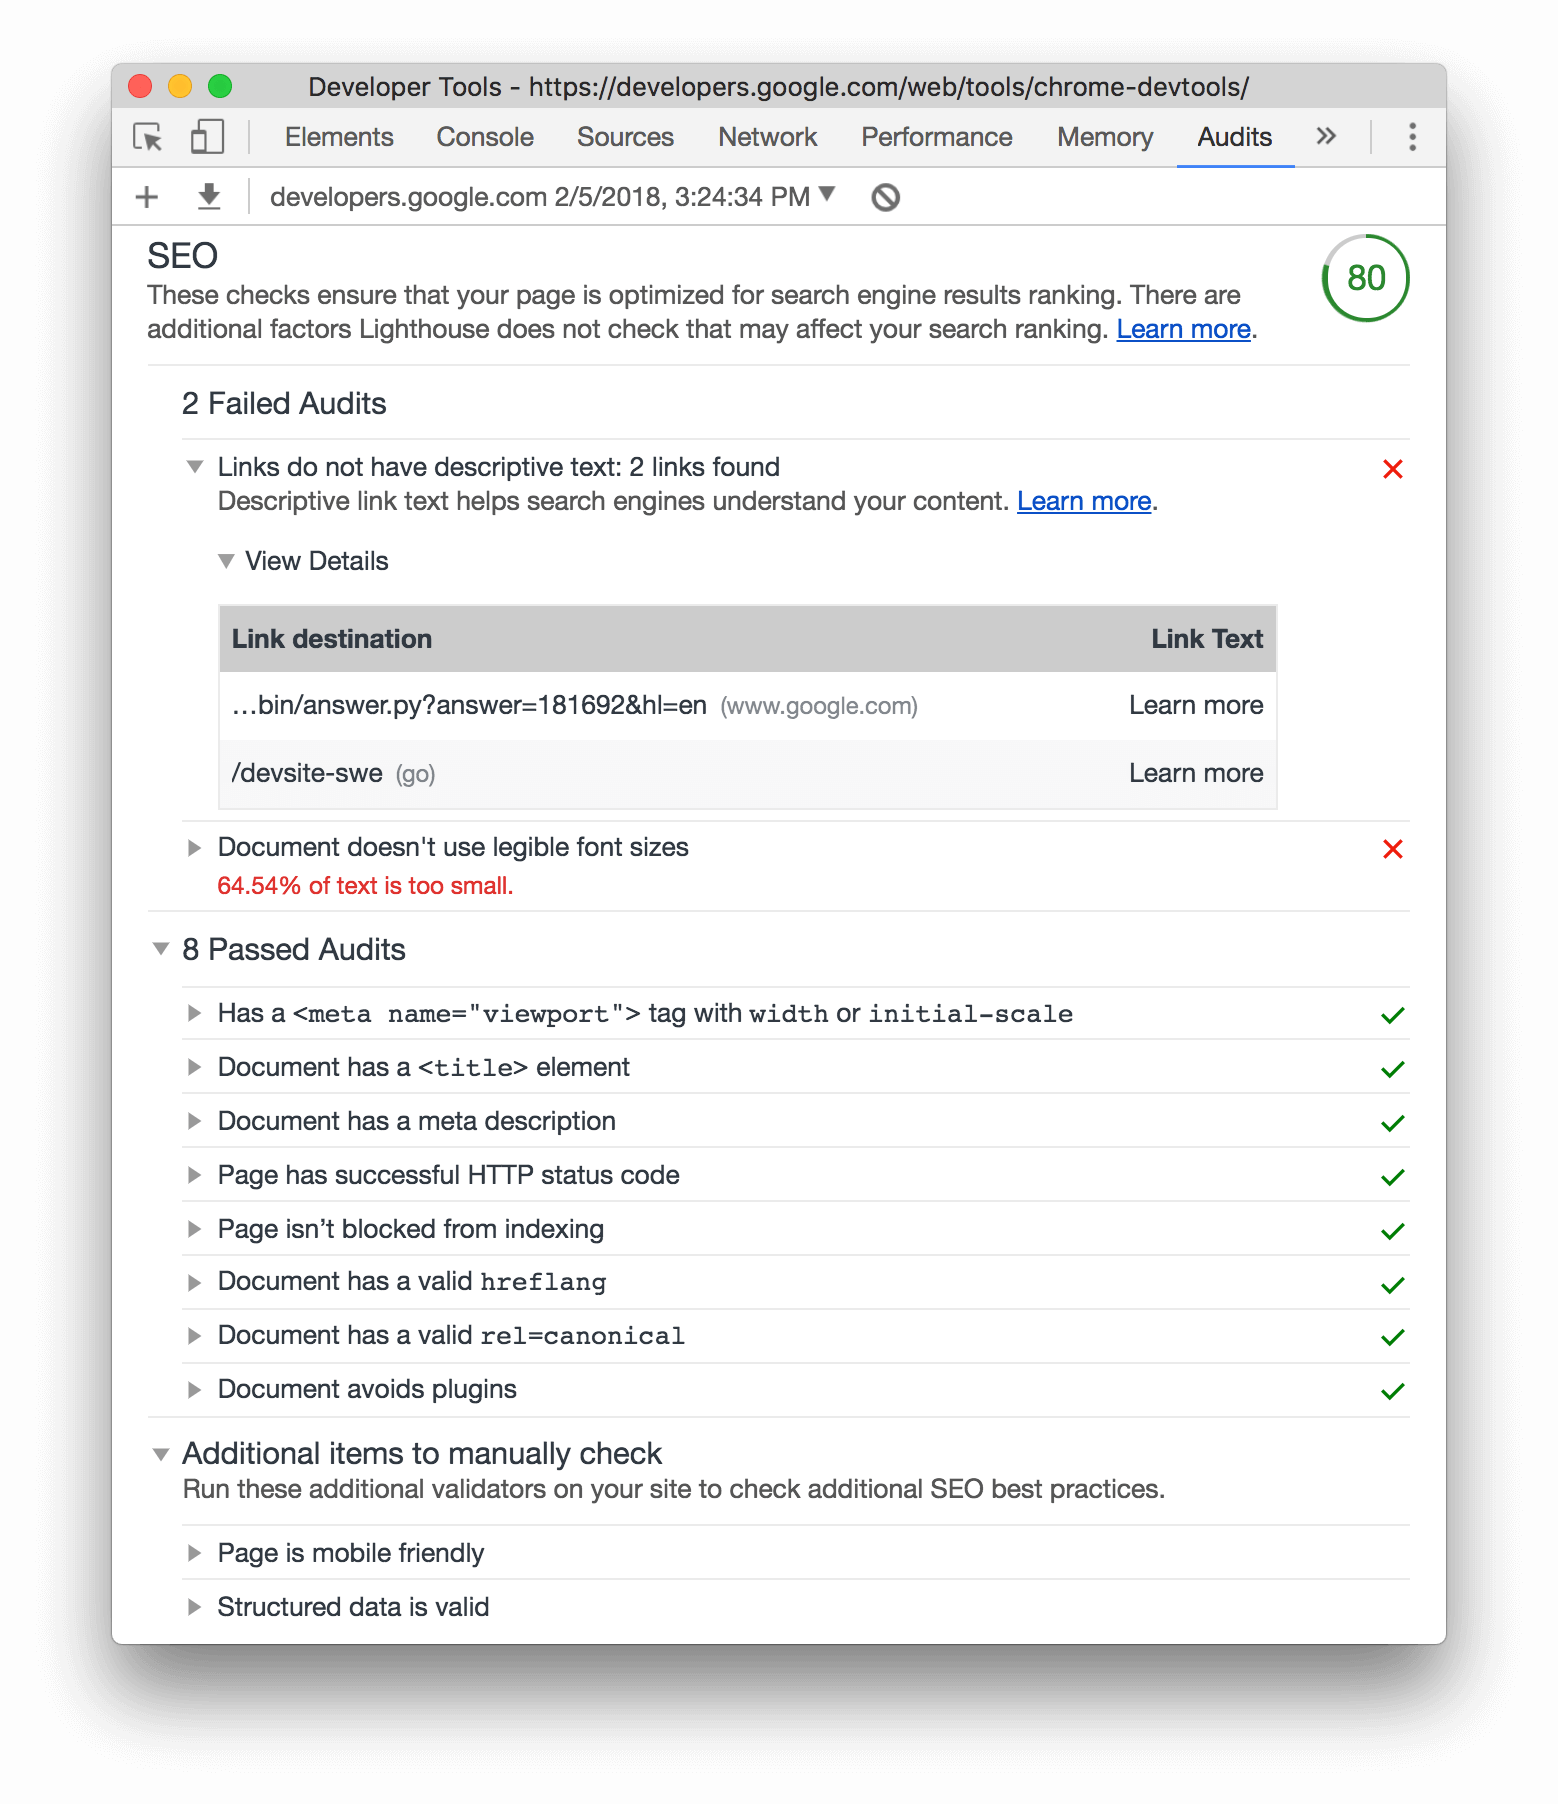 Developer Tools - https://developers.google.com/web/tools/chrome-devtools/
Elements Console Sources Network Performance Memory Audits »
developers.google.com 2/5/2018, 3:24:34 PM
SEO
80
These checks ensure that your page is optimized for search engine results ranking. There are
additional factors Lighthouse does not check that may affect your search ranking. Learn more.
2 Failed Audits
Links do not have descriptive text: 2 links found
Descriptive link text helps search engines understand your content. Learn more.
View Details
Link destination Link Text
...bin/answer.py?answer=181692&hl=en (www.google.com) Learn more
/devsite-swe (go) Learn more
Document doesn't use legible font sizes
64.54% of text is too small.
8 Passed Audits
Has a <meta name="viewport"> tag with width or initial-scale
Document has a <title> element
Document has a meta description
Page has successful HTTP status code
Page isn’t blocked from indexing
Document has a valid hreflang
Document has a valid rel=canonical
Document avoids plugins
Additional items to manually check
Run these additional validators on your site to check additional SEO best practices.
Page is mobile friendly
Structured data is valid